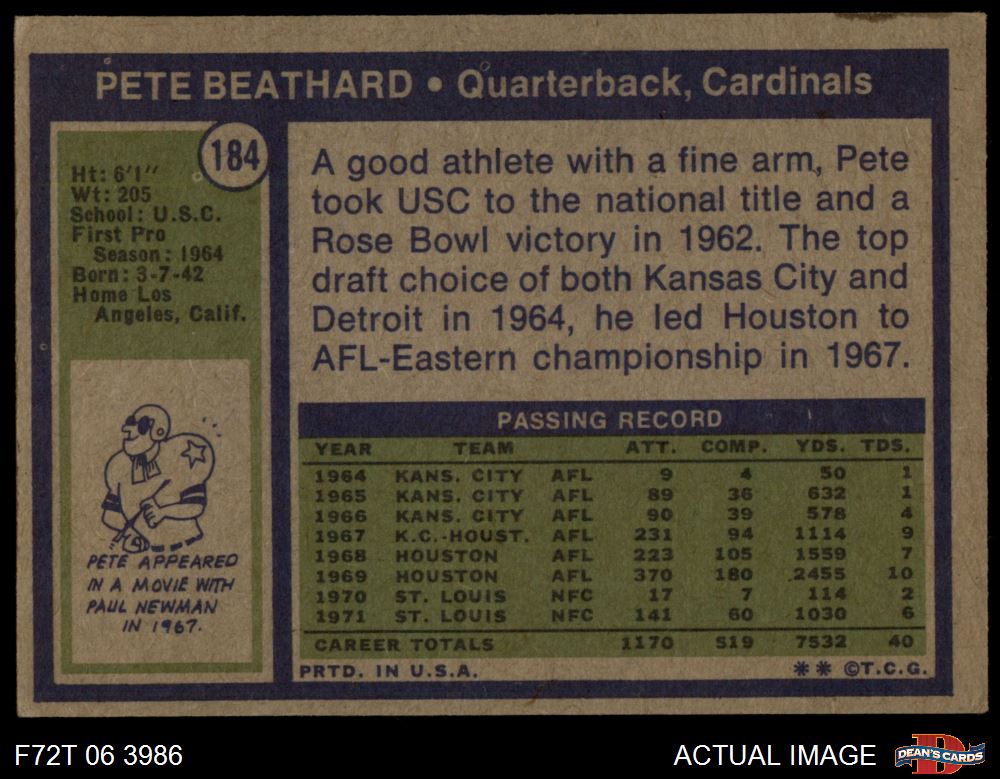 PETE BEATHARD • Quarterback, Cardinals
184
Ht: 6'1"
Wt: 205
School: U.S.C.
First Pro
Season: 1964
Born: 3-7-42
Home Los
Angeles, Calif.
PETE APPEARED
IN A MOVIE WITH
PAUL NEWMAN
IN 1967.
A good athlete with a fine arm, Pete
took USC to the national title and a
Rose Bowl victory in 1962. The top
draft choice of both Kansas City and
Detroit in 1964, he led Houston to
AFL-Eastern championship in 1967.
PASSING RECORD
YEAR TEAM ATT. COMP. YDS. TDS.
1964 KANS. CITY AFL 9 4 50 1
1965 KANS. CITY AFL 89 36 632 1
1966 KANS. CITY AFL 90 39 578 4
1967 K.C.-HOUST. AFL 231 94 1114 9
1968 HOUSTON AFL 223 105 1559 7
1969 HOUSTON AFL 370 180 2455 10
1970 ST. LOUIS NFC 17 7 114 2
1971 ST. LOUIS NFC 141 60 1030 6
CAREER TOTALS 1170 519 7532 40
PRTD. IN U.S.A. ** ©T.C.G.
F72T 06 3986
ACTUAL IMAGE
DEAN'S CARDS